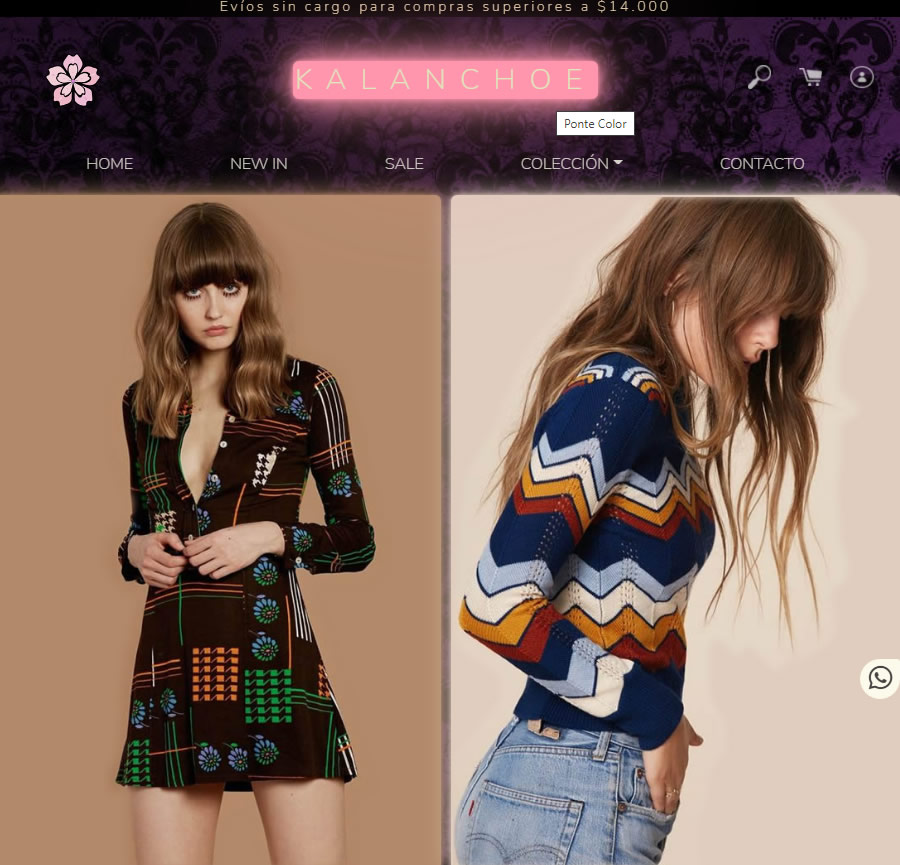 Evíos sin cargo para compras superiores a $14.000
KALANCHOE
Ponte Color
HOME NEW IN SALE COLECCIÓN CONTACTO